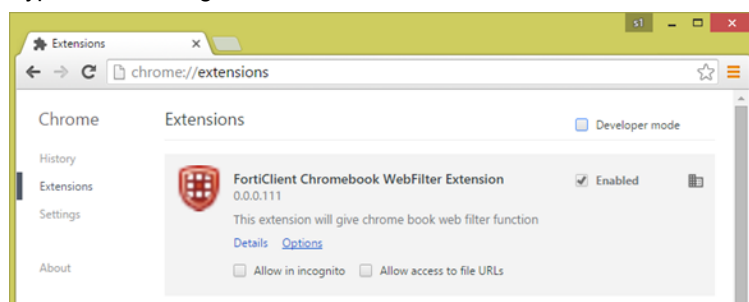 s1
Extensions
chrome://extensions
Chrome
Extensions
Developer mode
History
Extensions
Settings
About
FortiClient Chromebook WebFilter Extension
Enabled
0.0.0.111
This extension will give chrome book web filter function
Details Options
Allow in incognito Allow access to file URLs